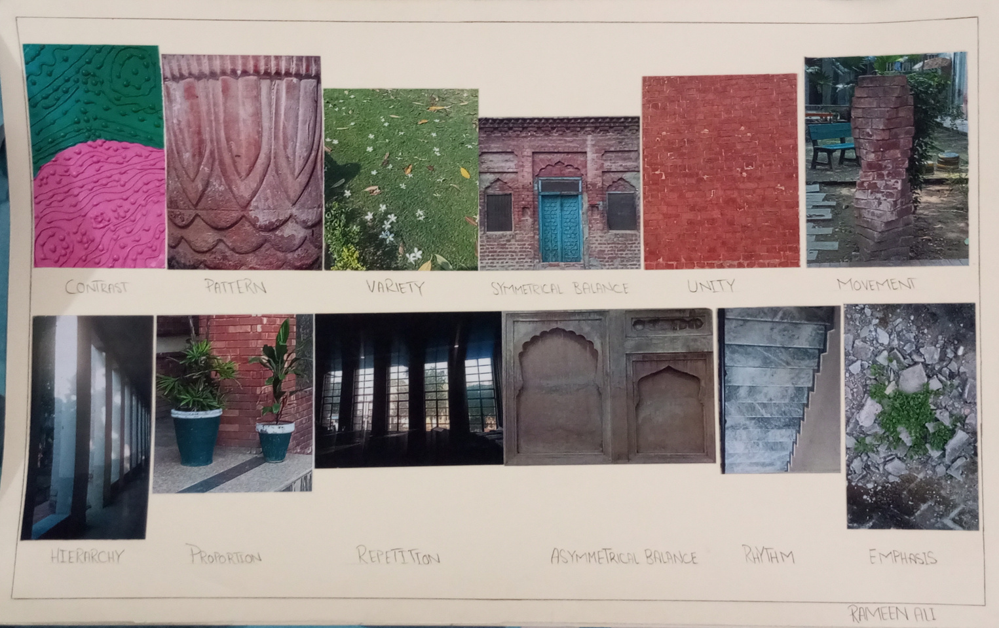 CONTRAST
PATTERN
VARIETY
SYMMETRICAL BALANCE
UNITY
MOVEMENT
HIERARCHY
PROPORTION
REPETITION
ASYMMETRICAL BALANCE
RHYTHM
EMPHASIS
RAMEEN ALI